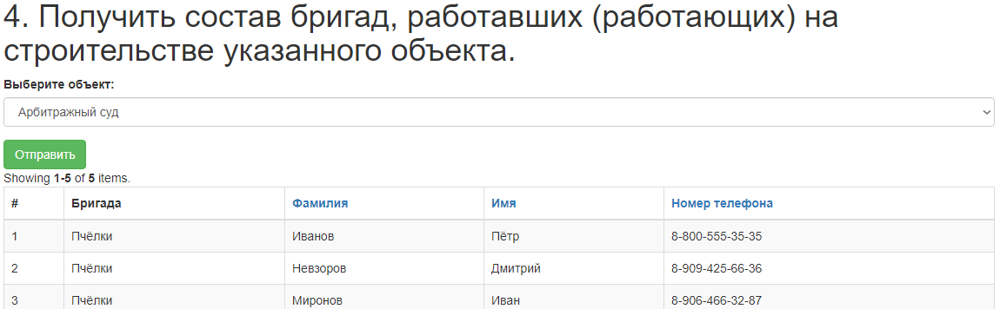 4. Получить состав бригад, работавших (работающих) на
строительстве указанного объекта.
Выберите объект:
Арбитражный суд
Отправить
Showing 1-5 of 5 items.
# Бригада Фамилия Имя Номер телефона
1 Пчёлки Иванов Пётр 8-800-555-35-35
2 Пчёлки Невзоров Дмитрий 8-909-425-66-36
3 Пчёлки Миронов Иван 8-906-466-32-87